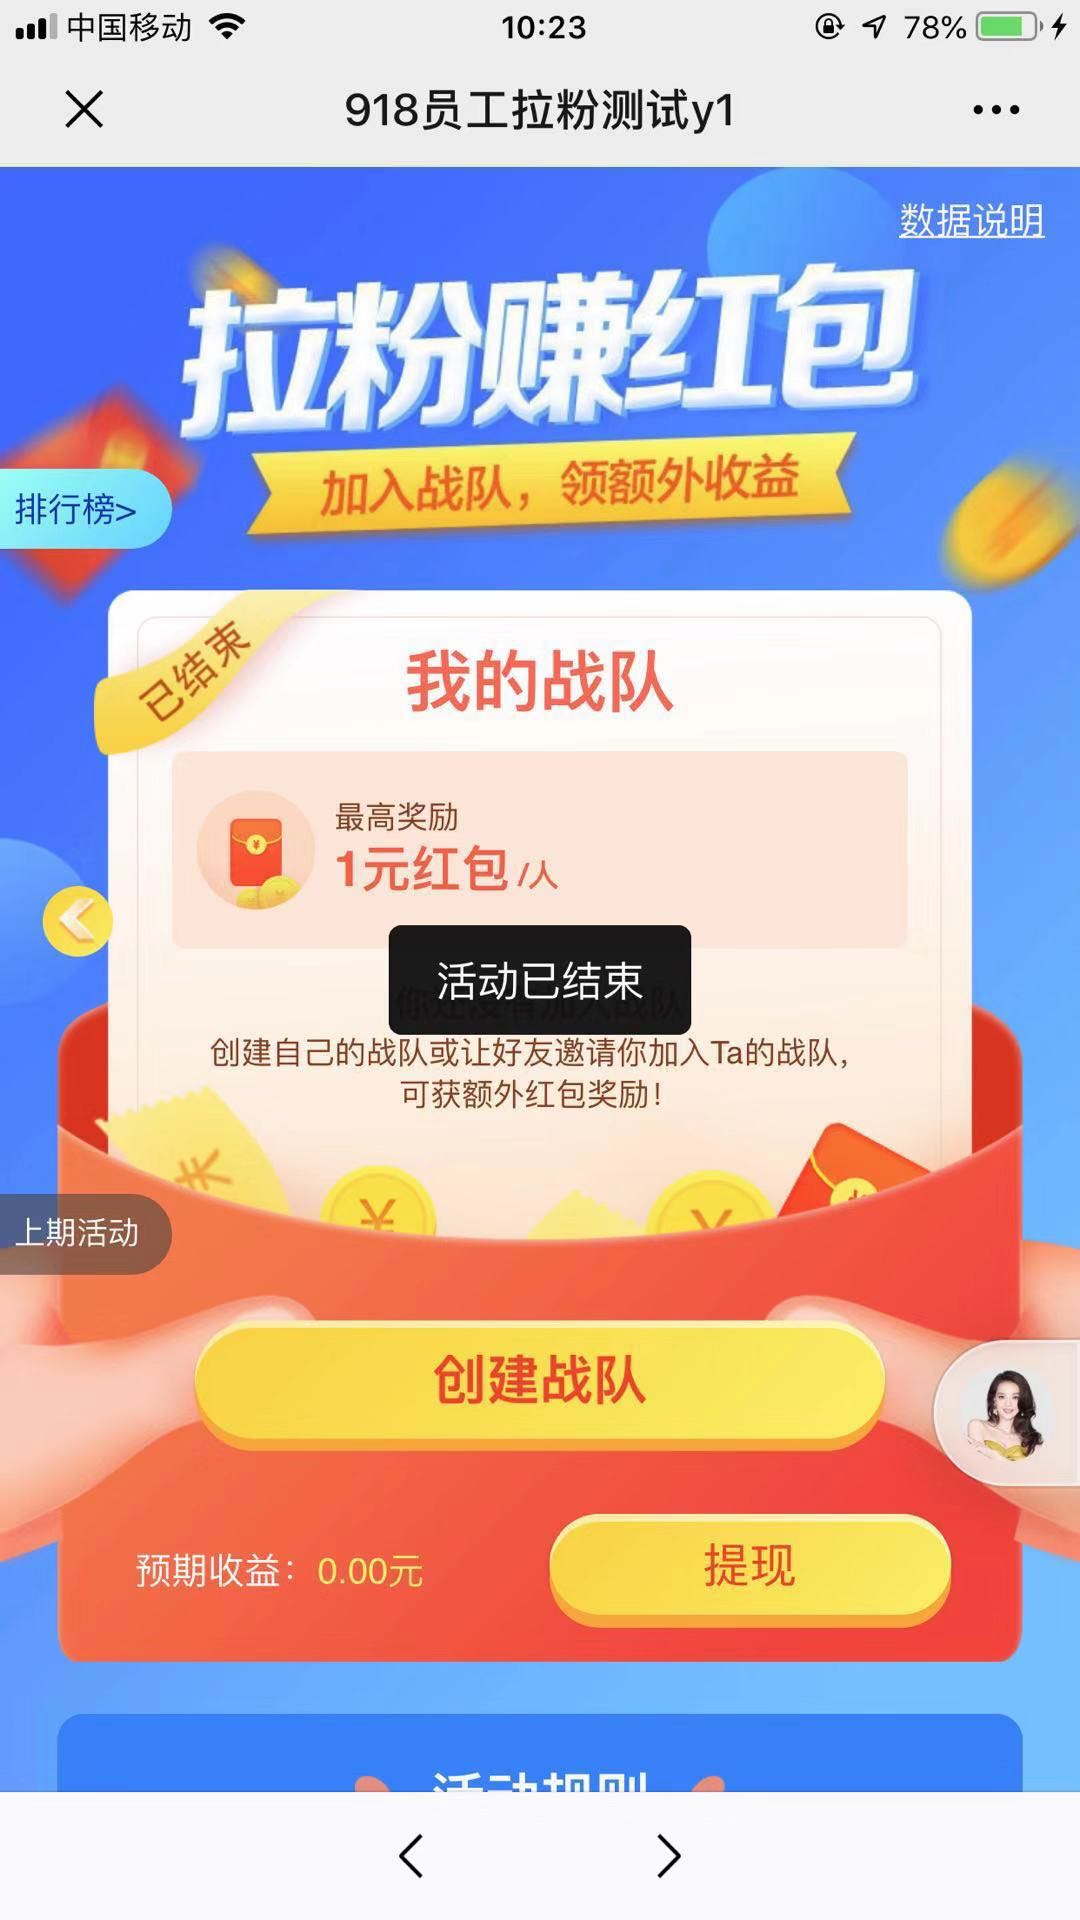 中国移动
10:23
78%
918员工拉粉测试y1
数据说明
拉粉赚红包
加入战队，领额外收益
排行榜>
已结束
我的战队
最高奖励
1元红包/人
活动已结束
创建自己的战队或让好友邀请你加入Ta的战队，
可获额外红包奖励！
上期活动
创建战队
预期收益：0.00元
提现
活动规则